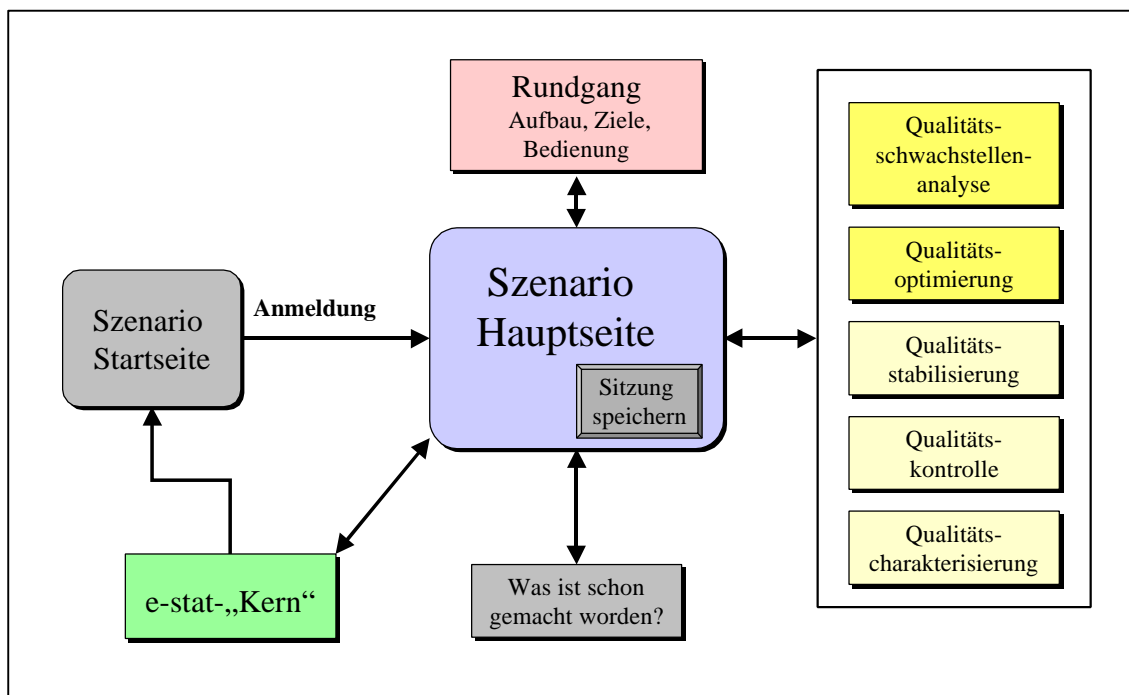 Rundgang
Aufbau, Ziele,
Bedienung
Szenario
Startseite
Anmeldung
Szenario
Hauptseite
Sitzung
speichern
e-stat-„Kern“
Was ist schon
gemacht worden?
Qualitäts-
schwachstellen-
analyse
Qualitäts-
optimierung
Qualitäts-
stabilisierung
Qualitäts-
kontrolle
Qualitäts-
charakterisierung